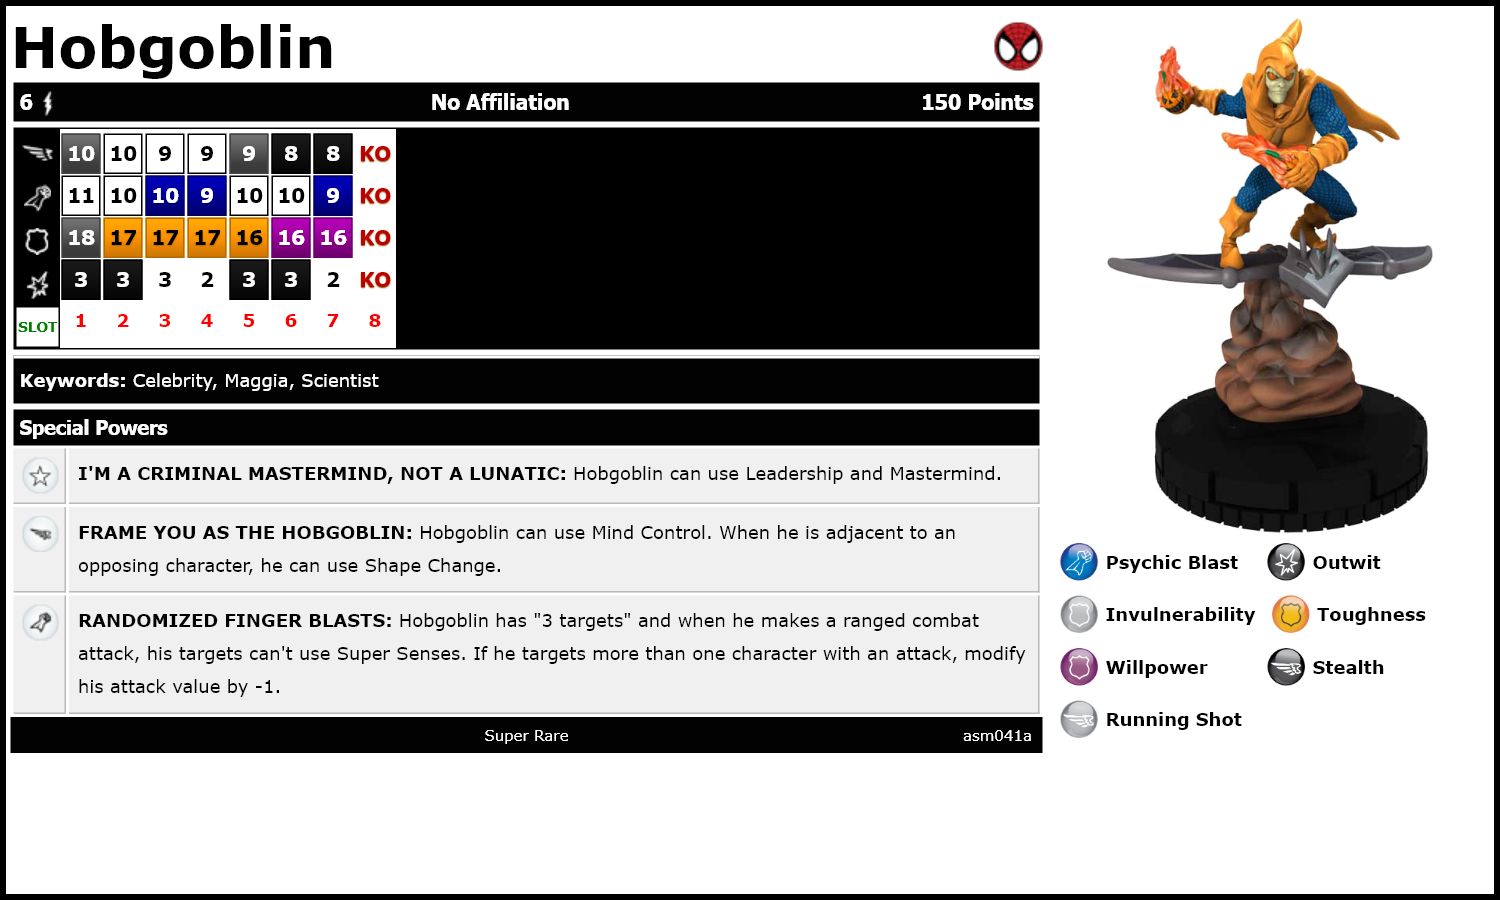 Hobgoblin
6 No Affiliation 150 Points
10 10 9 9 9 8 8 KO
11 10 10 9 10 10 9 KO
18 17 17 17 16 16 16 KO
3 3 3 2 3 3 2 KO
SLOT 1 2 3 4 5 6 7 8
Keywords: Celebrity, Maggia, Scientist
Special Powers
I'M A CRIMINAL MASTERMIND, NOT A LUNATIC: Hobgoblin can use Leadership and Mastermind.
FRAME YOU AS THE HOBGOBLIN: Hobgoblin can use Mind Control. When he is adjacent to an
opposing character, he can use Shape Change.
RANDOMIZED FINGER BLASTS: Hobgoblin has "3 targets" and when he makes a ranged combat
attack, his targets can't use Super Senses. If he targets more than one character with an attack, modify
his attack value by -1.
Super Rare asm041a
Psychic Blast Outwit
Invulnerability Toughness
Willpower Stealth
Running Shot